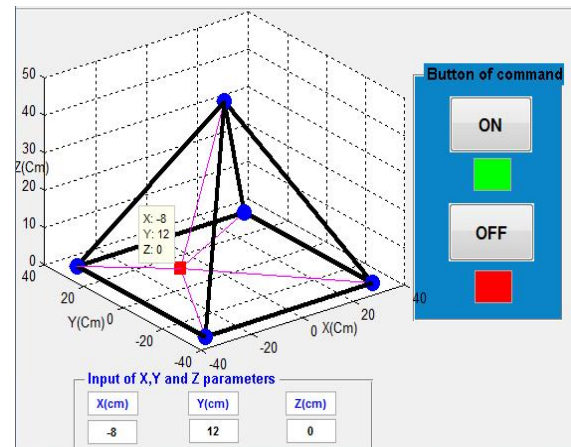 50
40
30
20
10
0
Z(Cm)
40
20
0
-20
-40
Y(Cm)
-40
-20
0
20
40
X(Cm)
X: -8
Y: 12
Z: 0
Button of command
ON
OFF
Input of X,Y and Z parameters
X(cm) Y(cm) Z(cm)
-8 12 0